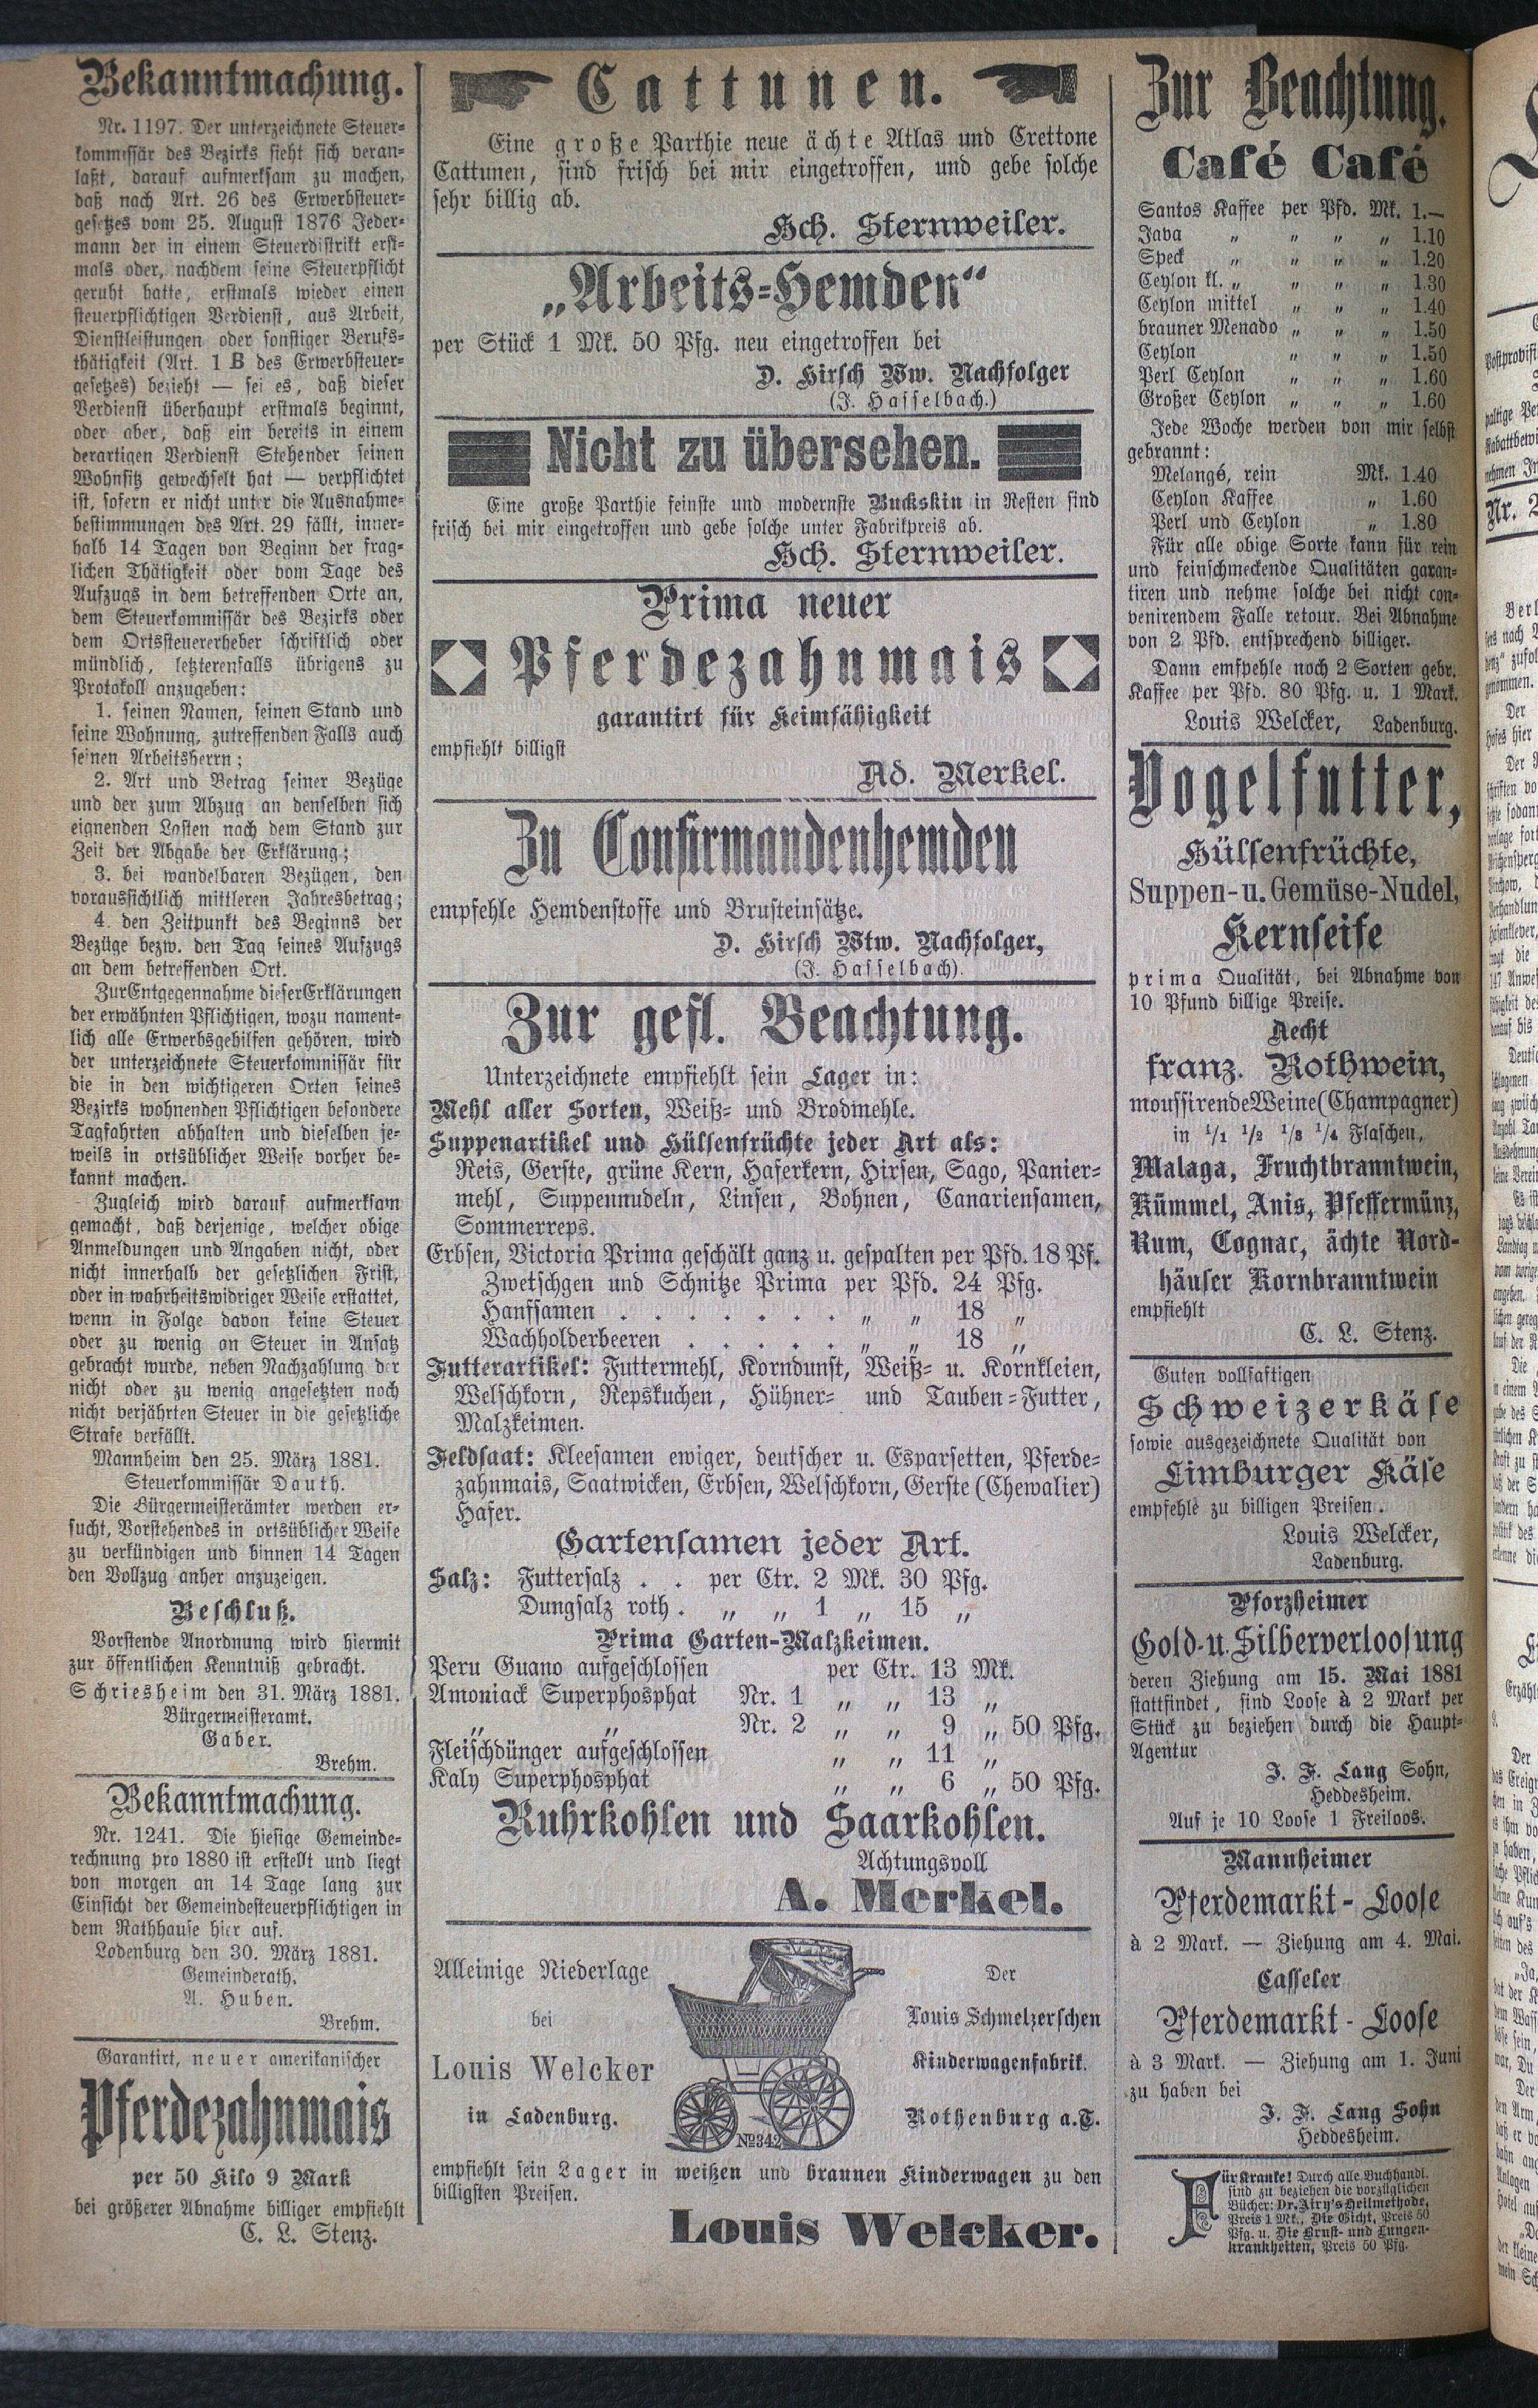 Bekanntmachung.
Nr. 1197. Der unterzeichnete Steuer-
kommissär des Bezirks sieht sich veran-
laßt, darauf aufmerksam zu machen,
daß nach Art. 26 des Erwerbsteuer-
gesetzes vom 25. August 1876 Jeder-
mann der in einem Steuerdistrikt erst-
mals oder, nachdem seine Steuerpflicht
geruht hatte, erstmals wieder einen
steuerpflichtigen Verdienst, aus Arbeit,
Dienstleistungen oder sonstiger Berufs-
thätigkeit (Art. 1 B des Erwerbsteuer-
gesetzes) bezieht — sei es, daß dieser
Verdienst überhaupt erstmals beginnt,
oder aber, daß ein bereits in einem
derartigen Verdienst Stehender seinen
Wohnsitz gewechselt hat — verpflichtet
ist, sofern er nicht unter die Ausnahme-
bestimmungen des Art. 29 fällt, inner-
halb 14 Tagen von Beginn der frag-
lichen Thätigkeit oder vom Tage des
Aufzugs in dem betreffenden Orte an,
dem Steuerkommissär des Bezirks oder
dem Ortssteuererheber schriftlich oder
mündlich, letzterenfalls übrigens zu
Protokoll anzugeben:
1. seinen Namen, seinen Stand und
seine Wohnung, zutreffenden Falls auch
seinen Arbeitsherrn;
2. Art und Betrag seiner Bezüge
und der zum Abzug an denselben sich
eignenden Lasten nach dem Stand zur
Zeit der Abgabe der Erklärung;
3. bei wandelbaren Bezügen, den
voraussichtlich mittleren Jahresbetrag;
4. den Zeitpunkt des Beginns der
Bezüge bezw. den Tag seines Aufzugs
an dem betreffenden Ort.
Zur Entgegennahme dieser Erklärungen
der erwähnten Pflichtigen, wozu nament-
lich alle Erwerbsgehilfen gehören, wird
der unterzeichnete Steuerkommissär für
die in den wichtigeren Orten seines
Bezirks wohnenden Pflichtigen besondere
Tagfahrten abhalten und dieselben je-
weils in ortsüblicher Weise vorher be-
kannt machen.
Zugleich wird darauf aufmerksam
gemacht, daß derjenige, welcher obige
Anmeldungen und Angaben nicht, oder
nicht innerhalb der gesetzlichen Frist,
oder in wahrheitswidriger Weise erstattet,
wenn in Folge davon keine Steuer
oder zu wenig an Steuer in Ansatz
gebracht wurde, neben Nachzahlung der
nicht oder zu wenig angesetzten noch
nicht verjährten Steuer in die gesetzliche
Strafe verfällt.
Mannheim den 25. März 1881.
Steuerkommissär Dauth.
Die Bürgermeisterämter werden er-
sucht, Vorstehendes in ortsüblicher Weise
zu verkündigen und binnen 14 Tagen
den Vollzug anher anzuzeigen.
Beschluß.
Vorstende Anordnung wird hiermit
zur öffentlichen Kenntniß gebracht.
Schriesheim den 31. März 1881.
Bürgermeisteramt.
Gaber.
Brehm.
Bekanntmachung.
Nr. 1241. Die hiesige Gemeinde-
rechnung pro 1880 ist erstellt und liegt
von morgen an 14 Tage lang zur
Einsicht der Gemeindesteuerpflichtigen in
dem Rathhause hier auf.
Ladenburg den 30. März 1881.
Gemeinderath,
A. Huben.
Brehm.
Garantirt, neuer amerikanischer
Pferdezahnmais
per 50 Kilo 9 Mark
bei größerer Abnahme billiger empfiehlt
C. L. Stenz.
Cattunen.
Eine große Parthie neue ächte Atlas und Crettone
Cattunen, sind frisch bei mir eingetroffen, und gebe solche
sehr billig ab.
Hch. Sternweiler.
„Arbeits-Hemden“
per Stück 1 Mk. 50 Pfg. neu eingetroffen bei
D. Hirsch Ww. Nachfolger
(J. Hasselbach.)
Nicht zu übersehen.
Eine große Parthie feinste und modernste Buckskin in Resten sind
frisch bei mir eingetroffen und gebe solche unter Fabrikpreis ab.
Hch. Sternweiler.
Prima neuer
Pferdezahnmais
garantirt für Keimfähigkeit
empfiehlt billigst
Ad. Merkel.
Zu Confirmandenhemden
empfehle Hemdenstoffe und Brusteinsätze.
D. Hirsch Wtw. Nachfolger,
(J. Hasselbach).
Zur gefl. Beachtung.
Unterzeichnete empfiehlt sein Lager in:
Mehl aller Sorten, Weiß- und Brodmehle.
Suppenartikel und Hülsenfrüchte jeder Art als:
Reis, Gerste, grüne Kern, Haferkern, Hirsen, Sago, Panier-
mehl, Suppennudeln, Linsen, Bohnen, Canariensamen,
Sommerreps.
Erbsen, Victoria Prima geschält ganz u. gespalten per Pfd. 18 Pf.
Zwetschgen und Schnitze Prima per Pfd. 24 Pfg.
Hanfsamen . . . . . . . „ „ 18 „
Wachholderbeeren . . . . . „ „ 18 „
Futterartikel: Futtermehl, Korndunst, Weiß- u. Kornkleien,
Welschkorn, Repskuchen, Hühner- und Tauben-Futter,
Malzkeimen.
Feldsaat: Kleesamen ewiger, deutscher u. Esparsetten, Pferde-
zahnmais, Saatwicken, Erbsen, Welschkorn, Gerste (Chewalier)
Hafer.
Gartensamen jeder Art.
Salz: Futtersalz . . per Ctr. 2 Mk. 30 Pfg.
Dungsalz roth . „ „ 1 „ 15 „
Prima Garten-Malzkeimen.
Peru Guano aufgeschlossen per Ctr. 13 Mk.
Amoniack Superphosphat Nr. 1 „ „ 13 „
„ „ Nr. 2 „ „ 9 „ 50 Pfg.
Fleischdünger aufgeschlossen „ „ 11 „
Kaly Superphosphat „ „ 6 „ 50 Pfg.
Ruhrkohlen und Saarkohlen.
Achtungsvoll
A. Merkel.
Alleinige Niederlage
bei
Louis Welcker
in Ladenburg.
No 342
Der
Louis Schmelzerschen
Kinderwagenfabrik.
Rothenburg a. T.
empfiehlt sein Lager in weißen und braunen Kinderwagen zu den
billigsten Preisen.
Louis Welcker.
Zur Beachtung.
Café Café
Santos Kaffee per Pfd. Mk. 1.—
Java „ „ „ „ 1.10
Speck „ „ „ „ 1.20
Ceylon kl. „ „ „ „ 1.30
Ceylon mittel „ „ „ 1.40
brauner Menado „ „ „ 1.50
Ceylon „ „ „ 1.50
Perl Ceylon „ „ „ 1.60
Großer Ceylon „ „ „ 1.60
Jede Woche werden von mir selbst
gebrannt:
Melangé, rein Mk. 1.40
Ceylon Kaffee „ 1.60
Perl und Ceylon „ 1.80
Für alle obige Sorte kann für rein
und feinschmeckende Qualitäten garan-
tiren und nehme solche bei nicht con-
venirendem Falle retour. Bei Abnahme
von 2 Pfd. entsprechend billiger.
Dann emfpehle noch 2 Sorten gebr.
Kaffee per Pfd. 80 Pfg. u. 1 Mark.
Louis Welcker, Ladenburg.
Vogelfutter,
Hülsenfrüchte,
Suppen- u. Gemüse-Nudel,
Kernseife
prima Qualität, bei Abnahme von
10 Pfund billige Preise.
Aecht
franz. Rothwein,
moussirende Weine (Champagner)
in 1/1 1/2 1/8 1/4 Flaschen,
Malaga, Fruchtbranntwein,
Kümmel, Anis, Pfeffermünz,
Rum, Cognac, ächte Nord-
häuser Kornbranntwein
empfiehlt
C. L. Stenz.
Guten vollsaftigen
Schweizerkäse
sowie ausgezeichnete Qualität von
Limburger Käse
empfehle zu billigen Preisen.
Louis Welcker,
Ladenburg.
Pforzheimer
Gold- u. Silberverloosung
deren Ziehung am 15. Mai 1881
stattfindet, sind Loose à 2 Mark per
Stück zu beziehen durch die Haupt-
Agentur
J. F. Lang Sohn,
Heddesheim.
Auf je 10 Loose 1 Freiloos.
Mannheimer
Pferdemarkt - Loose
à 2 Mark. — Ziehung am 4. Mai.
Casseler
Pferdemarkt - Loose
à 3 Mark. — Ziehung am 1. Juni
zu haben bei
J. F. Lang Sohn
Heddesheim.
Für Kranke! Durch alle Buchhandl.
sind zu beziehen die vorzüglichen
Bücher: Dr. Airy's Heilmethode,
Preis 1 Mk., Die Gicht, Preis 50
Pfg. u. Die Brust- und Lungen-
krankheiten, Preis 50 Pfg.